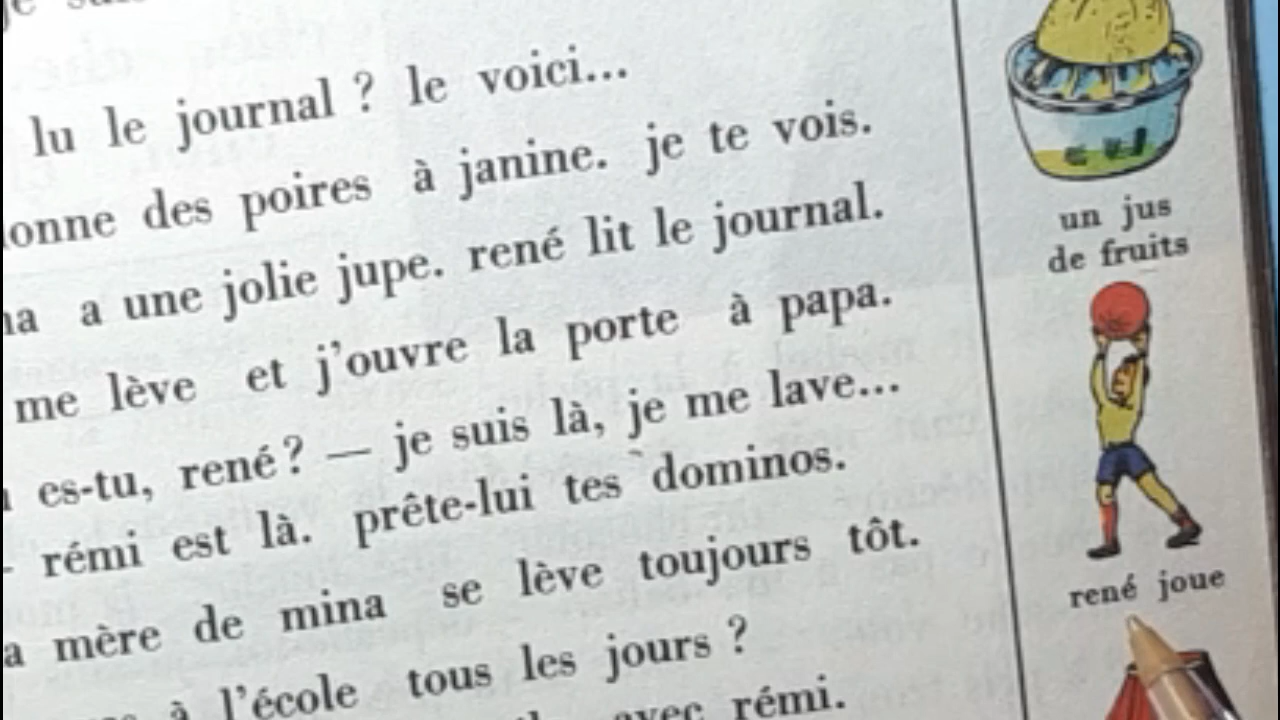 lu le journal ? le voici...
des poires à janine. je te vois.
a une jolie jupe. rené lit le journal.
me lève et j'ouvre la porte à papa.
es-tu, rené ? — je suis là, je me lave...
rémi est là. prête-lui tes dominos.
mère de mina se lève toujours tôt.
à l'école tous les jours ?
avec rémi.
un jus
de fruits
rené joue